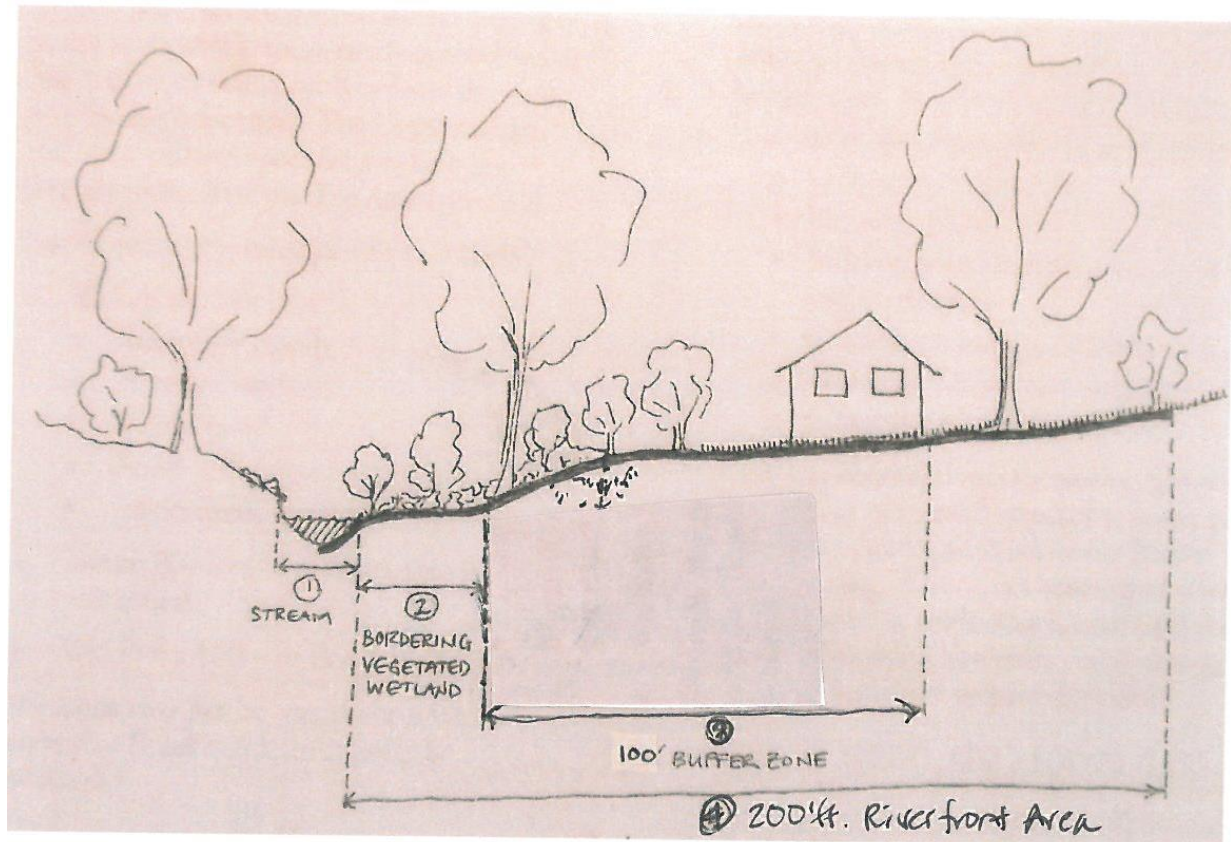 ① STREAM
② BORDERING
VEGETATED
WETLAND
③
100' BUFFER ZONE
④ 200'ft. Riverfront Area